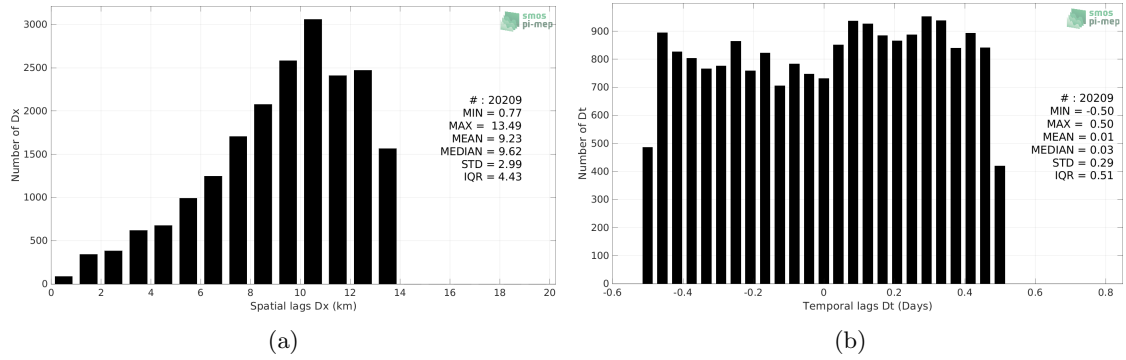 smos
pi-mep
3000
2500
2000
1500
1000
500
0
Number of Dx
# : 20209
MIN = 0.77
MAX = 13.49
MEAN = 9.23
MEDIAN = 9.62
STD = 2.99
IQR = 4.43
0 2 4 6 8 10 12 14 16 18 20
Spatial lags Dx (km)
(a)
smos
pi-mep
900
800
700
600
500
400
300
200
100
0
Number of Dt
# : 20209
MIN = -0.50
MAX = 0.50
MEAN = 0.01
MEDIAN = 0.03
STD = 0.29
IQR = 0.51
-0.6 -0.4 -0.2 0 0.2 0.4 0.6 0.8
Temporal lags Dt (Days)
(b)